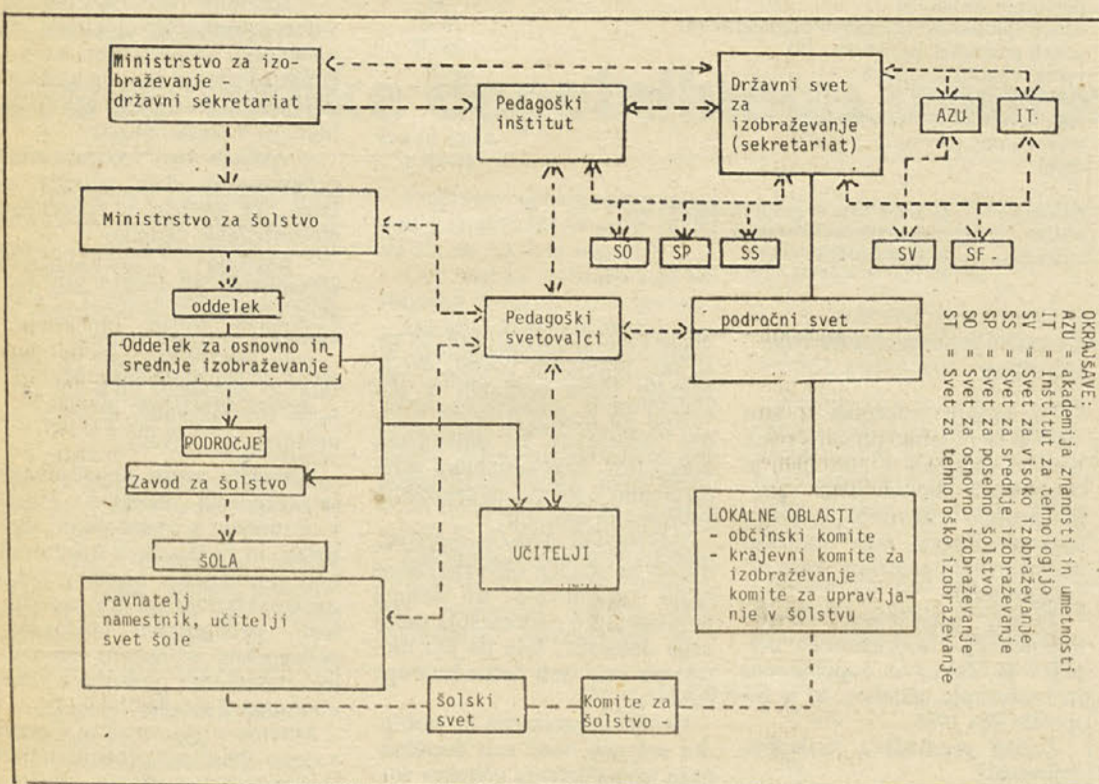 Ministrstvo za izo-
braževanje -
državni sekretariat
Pedagoški
inštitut
Državni svet
za
izobraževanje
(sekretariat)
AZU
IT
Ministrstvo za šolstvo
SO
SP
SS
SV
SF -
oddelek
Oddelek za osnovno in
srednje izobraževanje
Pedagoški
svetovalci
področni svet
PODROČJE
Zavod za šolstvo
ŠOLA
ravnatelj
namestnik, učitelji
svet šole
UČITELJI
LOKALNE OBLASTI
- občinski komite
- krajevni komite za
izobraževanje
komite za upravlja-
nje v šolstvu
Šolski
svet
Komite za
šolstvo -
OKRAJŠAVE:
AZU = akademija znanosti in umetnosti
IT = Inštitut za tehnologijo
SV = Svet za visoko izobraževanje
SS = Svet za srednje izobraževanje
SP = Svet za posebno šolstvo
SO = Svet za osnovno izobraževanje
ST = Svet za tehnološko izobraževanje